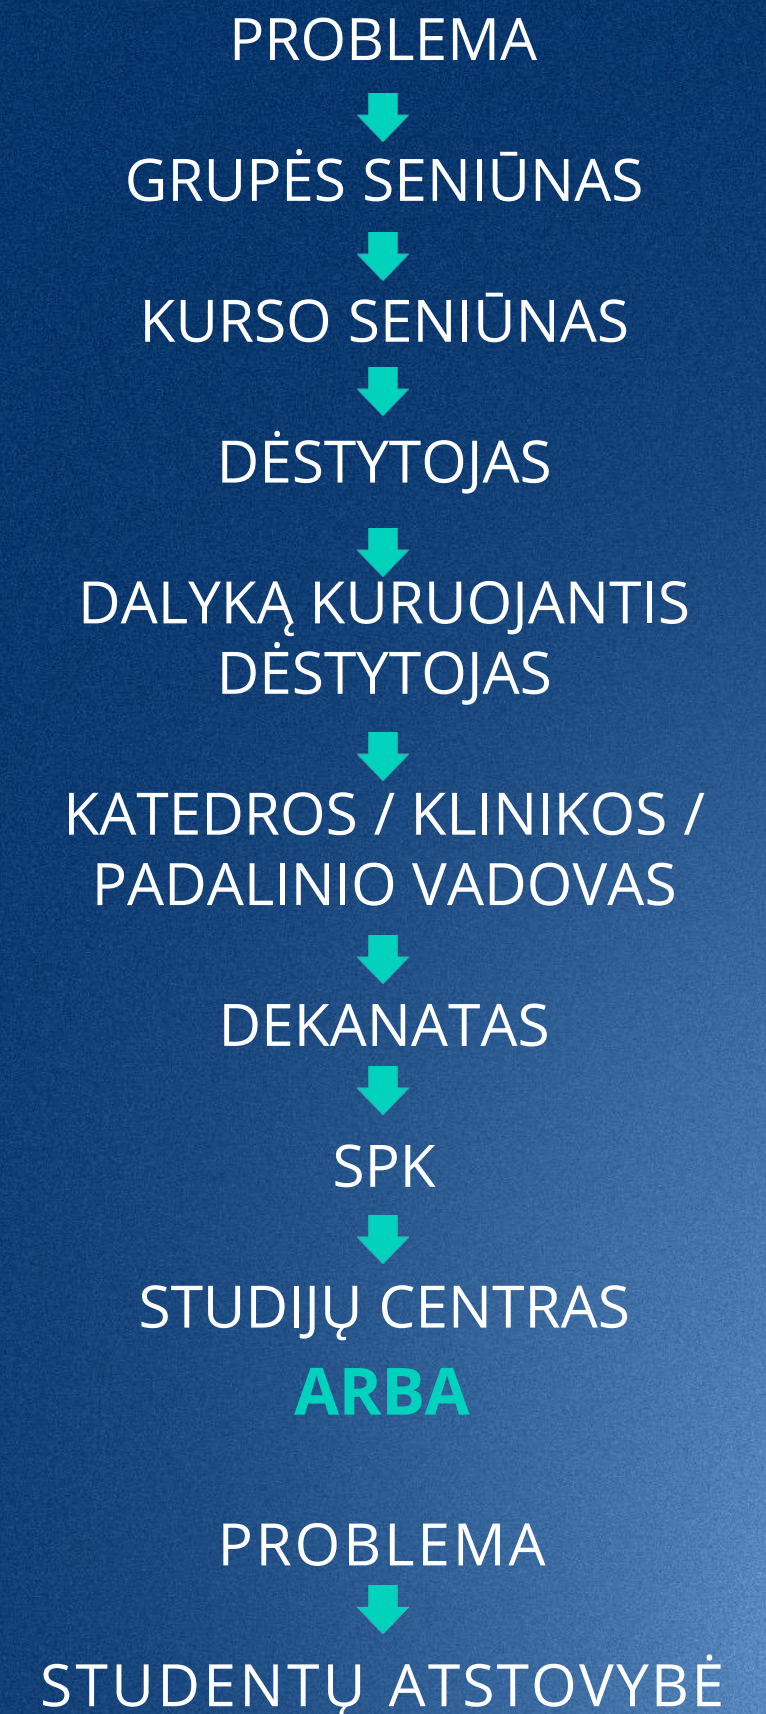 PROBLEMA
GRUPĖS SENIŪNAS
KURSO SENIŪNAS
DĖSTYTOJAS
DALYKĄ KURUOJANTIS
DĖSTYTOJAS
KATEDROS / KLINIKOS /
PADALINIO VADOVAS
DEKANATAS
SPK
STUDIJŲ CENTRAS
ARBA
PROBLEMA
STUDENTŲ ATSTOVYBĖ